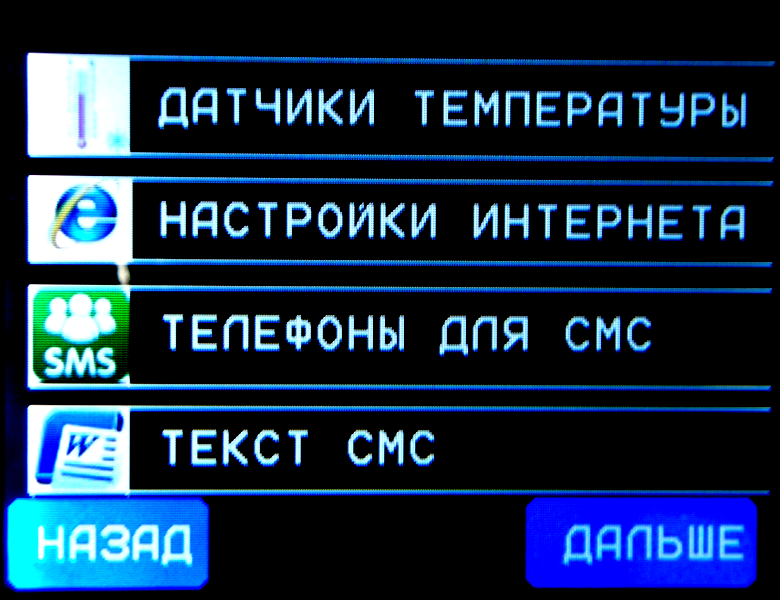 ДАТЧИКИ ТЕМПЕРАТУРЫ
НАСТРОЙКИ ИНТЕРНЕТА
SMS
ТЕЛЕФОНЫ ДЛЯ СМС
W
ТЕКСТ СМС
НАЗАД
ДАЛЬШЕ